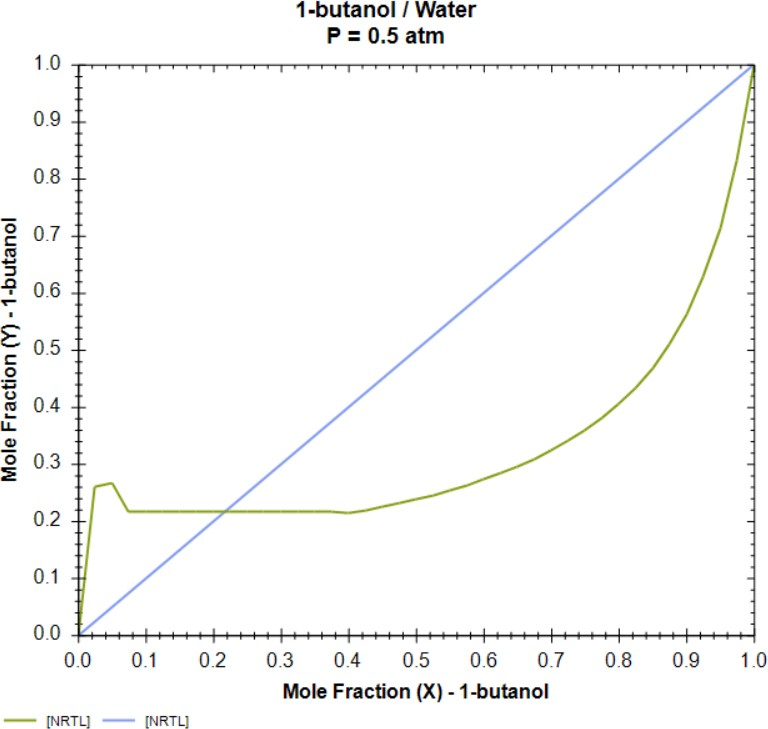 1-butanol / Water
P = 0.5 atm
Mole Fraction (Y) - 1-butanol
1.0
0.9
0.8
0.7
0.6
0.5
0.4
0.3
0.2
0.1
0.0
0.0 0.1 0.2 0.3 0.4 0.5 0.6 0.7 0.8 0.9 1.0
Mole Fraction (X) - 1-butanol
[NRTL] [NRTL]